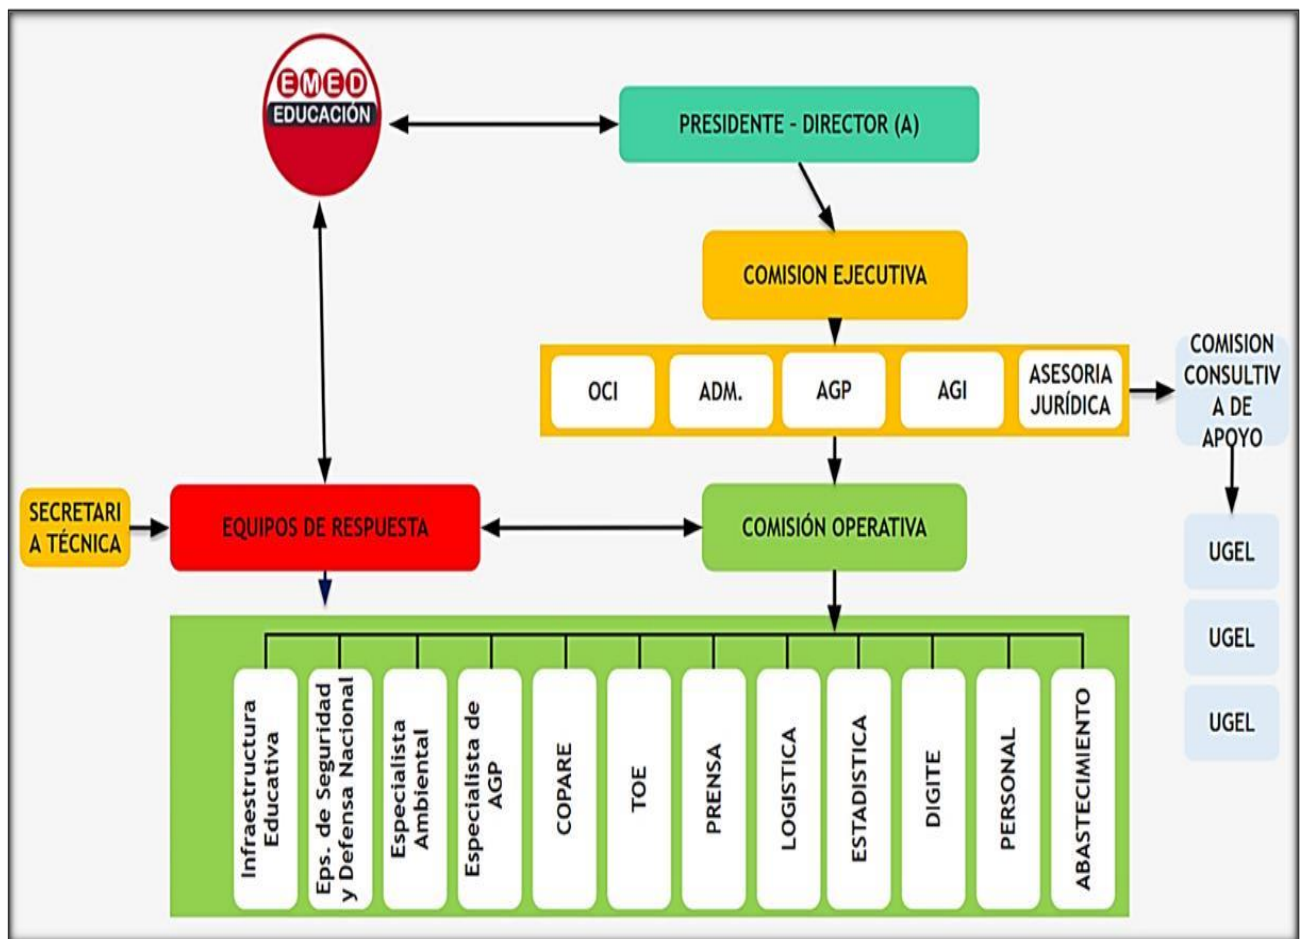 EMED
EDUCACIÓN
PRESIDENTE - DIRECTOR (A)
COMISION EJECUTIVA
OCI
ADM.
AGP
AGI
ASESORIA
JURÍDICA
COMISION
CONSULTIV
A DE
APOYO
SECRETARI
A TÉCNICA
EQUIPOS DE RESPUESTA
COMISIÓN OPERATIVA
UGEL
UGEL
UGEL
Infraestructura
Educativa
Eps. de Seguridad
y Defensa Nacional
Especialista
Ambiental
Especialista de
AGP
COPARE
TOE
PRENSA
LOGISTICA
ESTADISTICA
DIGITE
PERSONAL
ABASTECIMIENTO